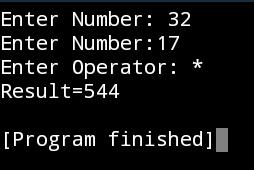 Enter Number: 32
Enter Number:17
Enter Operator: *
Result=544
[Program finished]